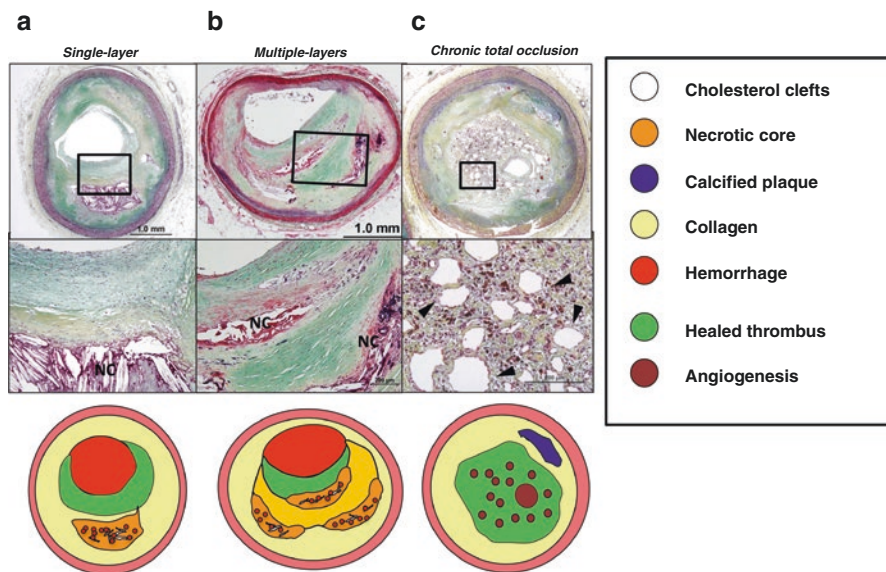 a
b
c
Single-layer
Multiple-layers
Chronic total occlusion
1.0 mm
1.0 mm
NC
NC
NC
Cholesterol clefts
Necrotic core
Calcified plaque
Collagen
Hemorrhage
Healed thrombus
Angiogenesis